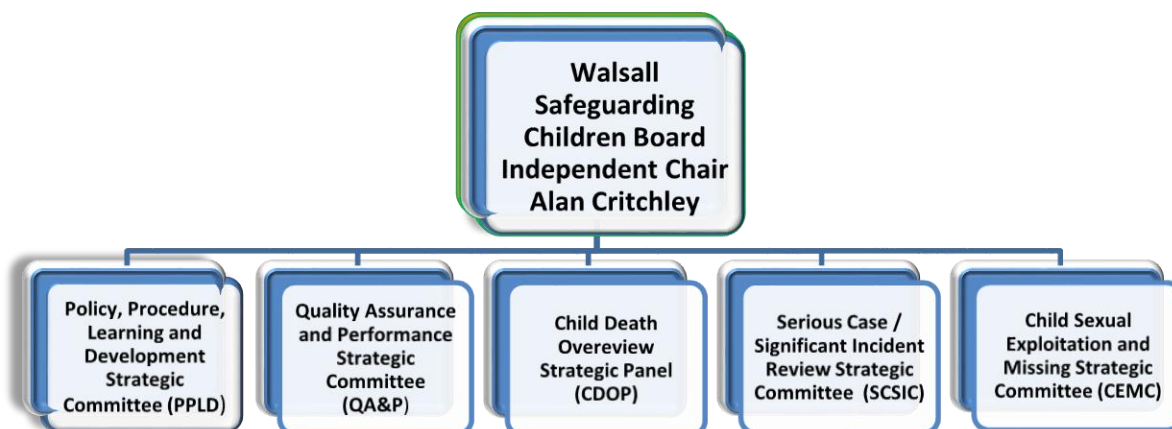 Walsall
Safeguarding
Children Board
Independent Chair
Alan Critchley
Policy, Procedure,
Learning and
Development
Strategic
Committee (PPLD)
Quality Assurance
and Performance
Strategic
Committee
(QA&P)
Child Death
Overeview
Strategic Panel
(CDOP)
Serious Case /
Significant Incident
Review Strategic
Committee (SCSIC)
Child Sexual
Exploitation and
Missing Strategic
Committee (CEMC)